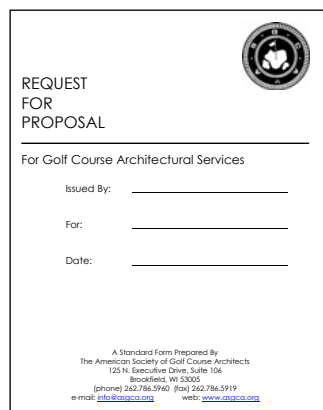 REQUEST
FOR
PROPOSAL
For Golf Course Architectural Services
Issued By:
For:
Date:
A Standard Form Prepared By
The American Society of Golf Course Architects
125 N. Executive Drive, Suite 106
Brookfield, WI 53005
(phone) 262.786.5960 (fax) 262.786.5919
e-mail: info@asgca.org web: www.asgca.org